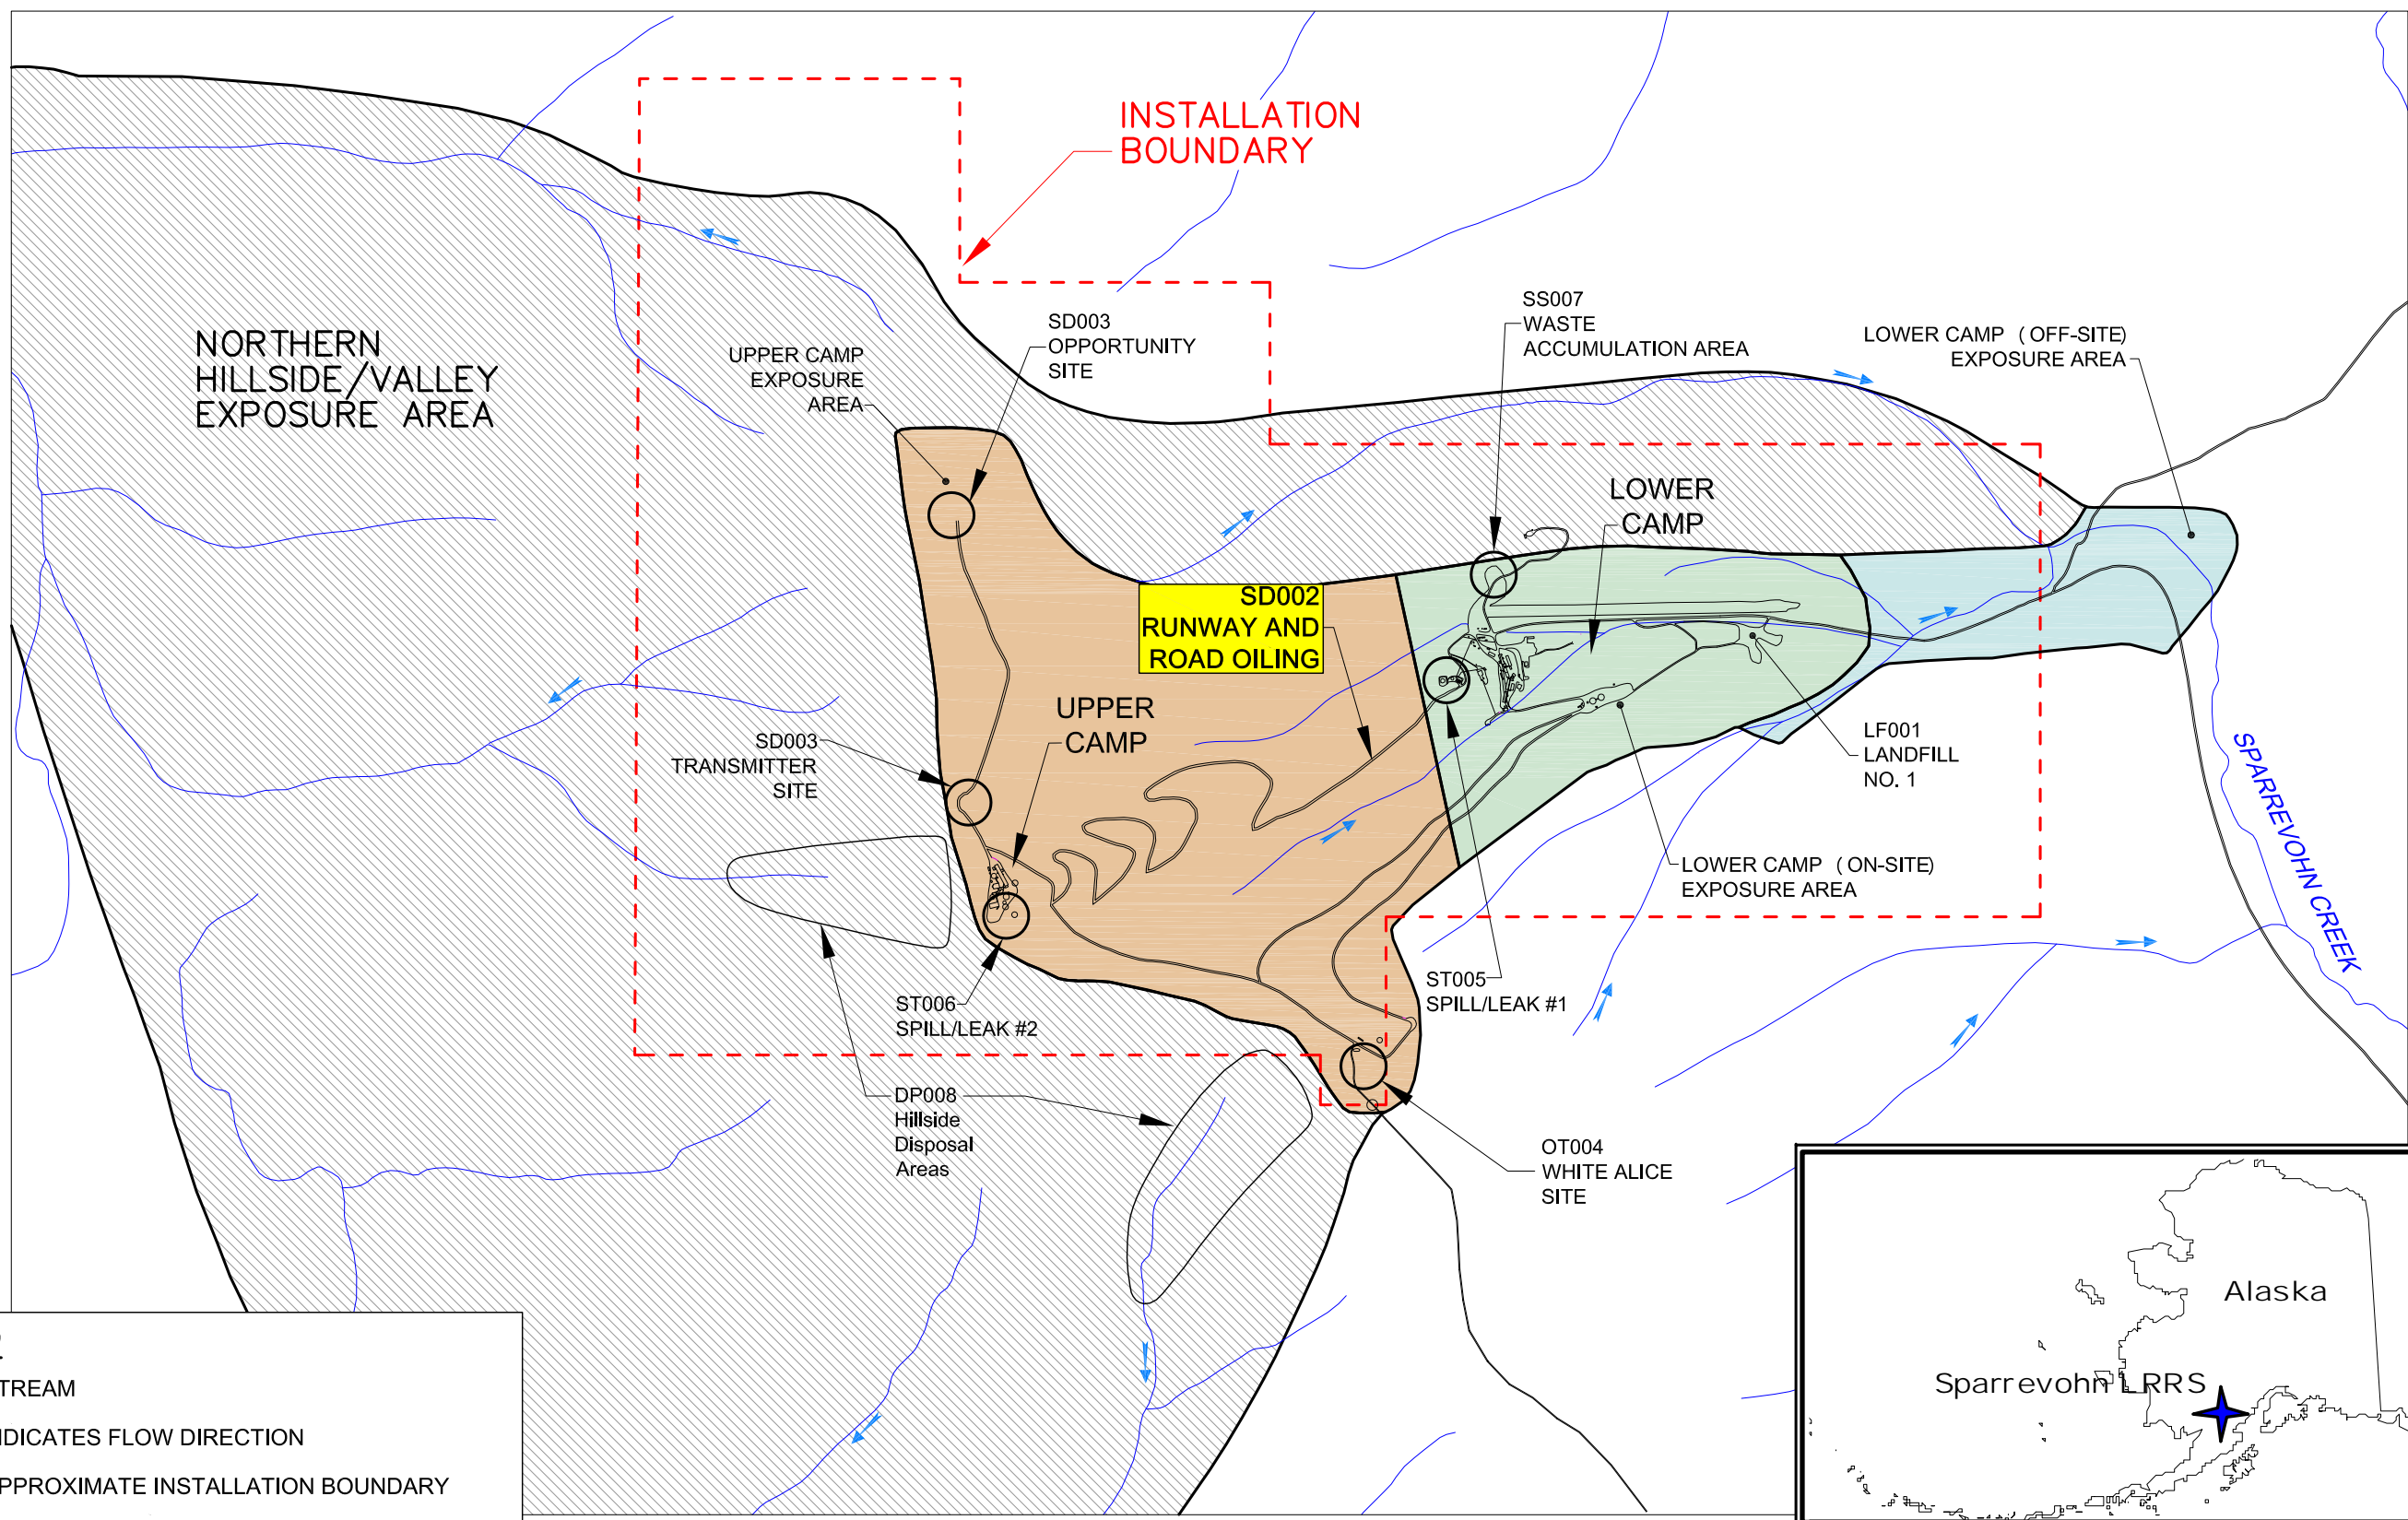 INSTALLATION
BOUNDARY
NORTHERN
HILLSIDE/VALLEY
EXPOSURE AREA
UPPER CAMP
EXPOSURE
AREA
SD003
OPPORTUNITY
SITE
SS007
WASTE
ACCUMULATION AREA
LOWER CAMP (OFF-SITE)
EXPOSURE AREA
LOWER
CAMP
SD002
RUNWAY AND
ROAD OILING
UPPER
CAMP
SD003
TRANSMITTER
SITE
LF001
LANDFILL
NO. 1
SPARREVOHN CREEK
LOWER CAMP (ON-SITE)
EXPOSURE AREA
ST005
SPILL/LEAK #1
ST006
SPILL/LEAK #2
DP008
Hillside
Disposal
Areas
OT004
WHITE ALICE
SITE
Alaska
Sparrevohn LRRS
TREAM
DICATES FLOW DIRECTION
PPROXIMATE INSTALLATION BOUNDARY